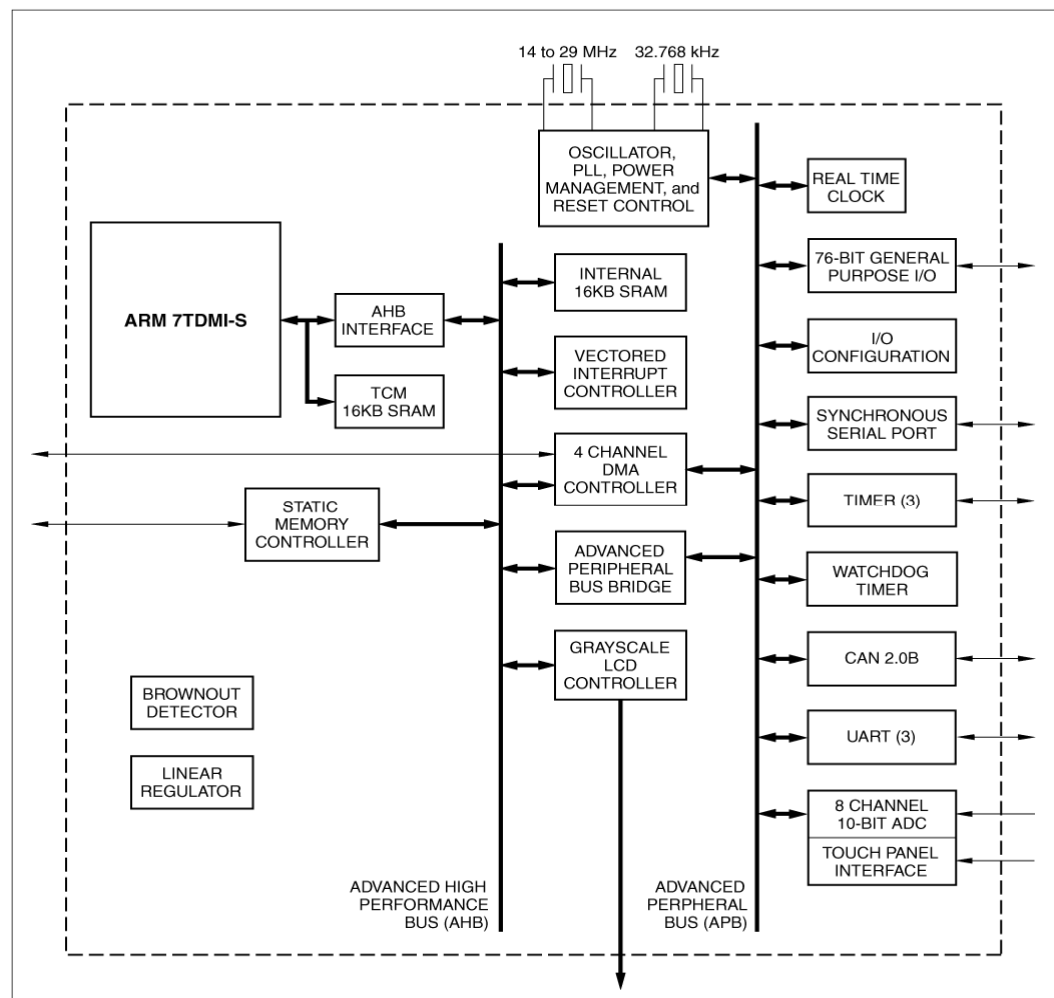 14 to 29 MHz
32.768 kHz
OSCILLATOR,
PLL, POWER
MANAGEMENT, and
RESET CONTROL
REAL TIME
CLOCK
ARM 7TDMI-S
AHB
INTERFACE
TCM
16KB SRAM
INTERNAL
16KB SRAM
VECTORED
INTERRUPT
CONTROLLER
4 CHANNEL
DMA
CONTROLLER
STATIC
MEMORY
CONTROLLER
ADVANCED
PERIPHERAL
BUS BRIDGE
GRAYSCALE
LCD
CONTROLLER
76-BIT GENERAL
PURPOSE I/O
I/O
CONFIGURATION
SYNCHRONOUS
SERIAL PORT
TIMER (3)
WATCHDOG
TIMER
CAN 2.0B
UART (3)
8 CHANNEL
10-BIT ADC
TOUCH PANEL
INTERFACE
BROWNOUT
DETECTOR
LINEAR
REGULATOR
ADVANCED HIGH
PERFORMANCE
BUS (AHB)
ADVANCED
PERPHERAL
BUS (APB)